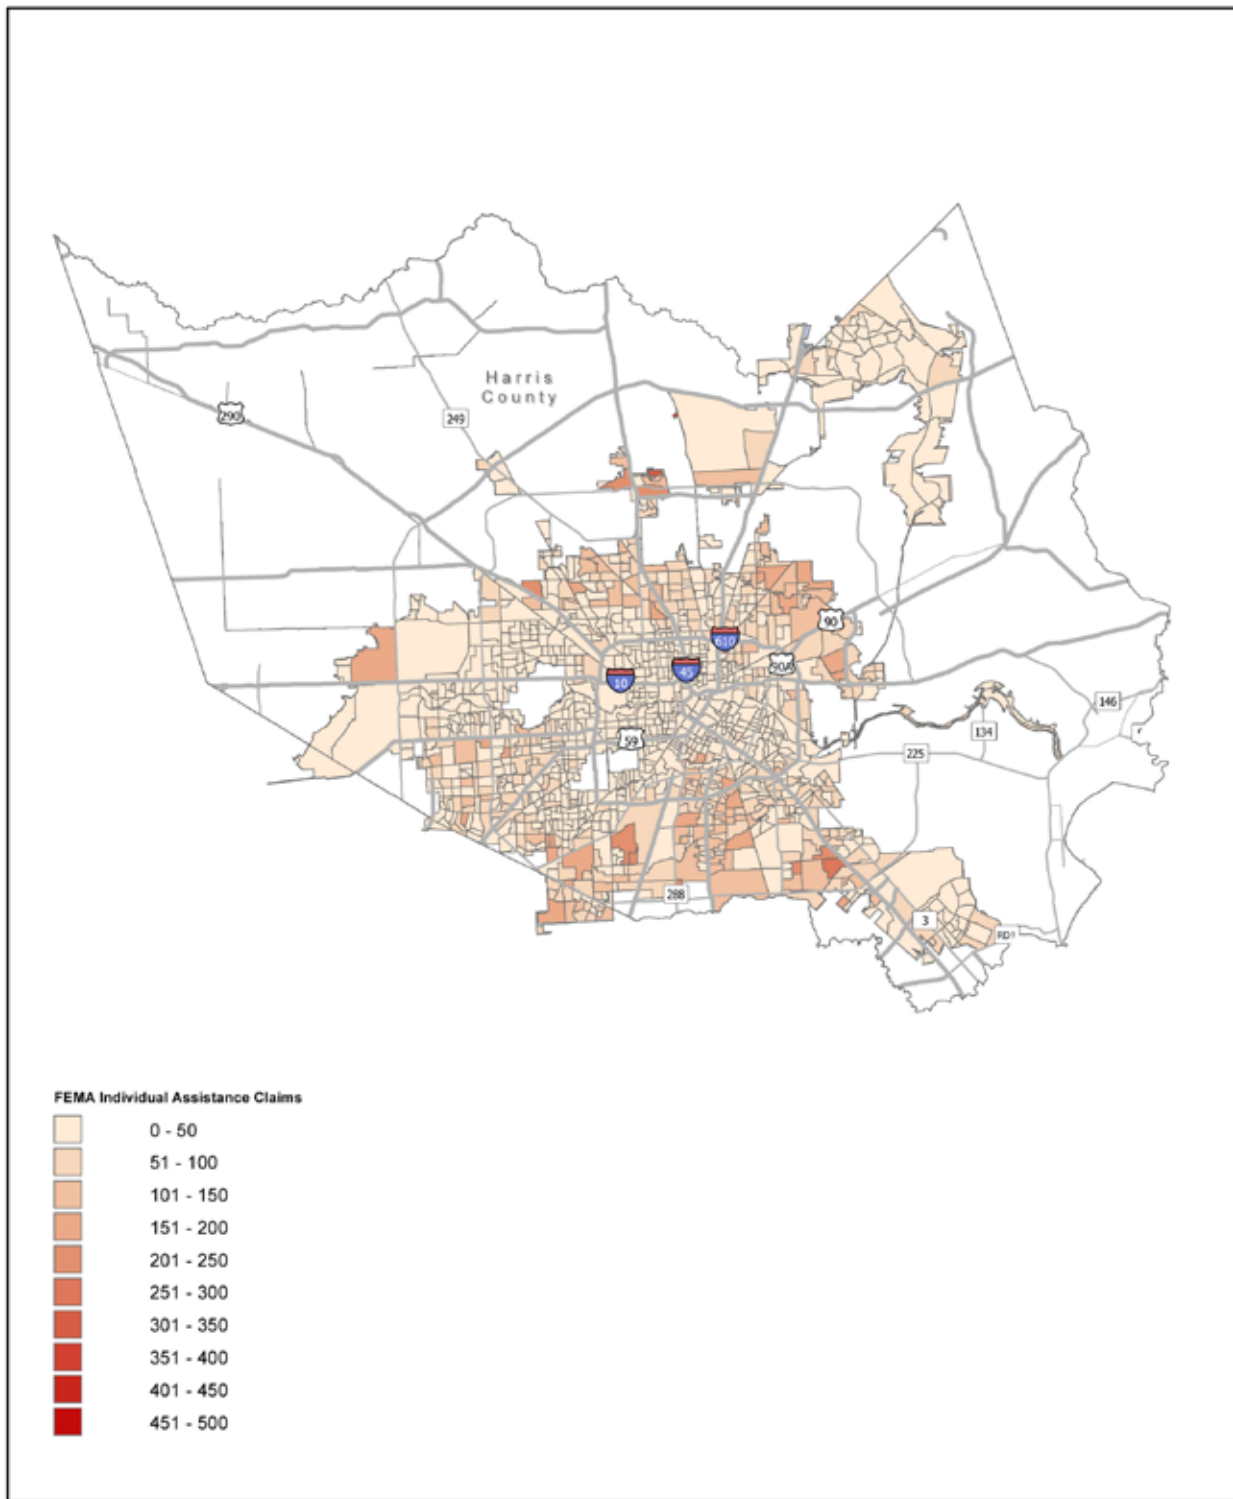 Harris
County
290
249
610
90
90A
10
45
146
59
134
225
288
3
RD1
FEMA Individual Assistance Claims
0 - 50
51 - 100
101 - 150
151 - 200
201 - 250
251 - 300
301 - 350
351 - 400
401 - 450
451 - 500